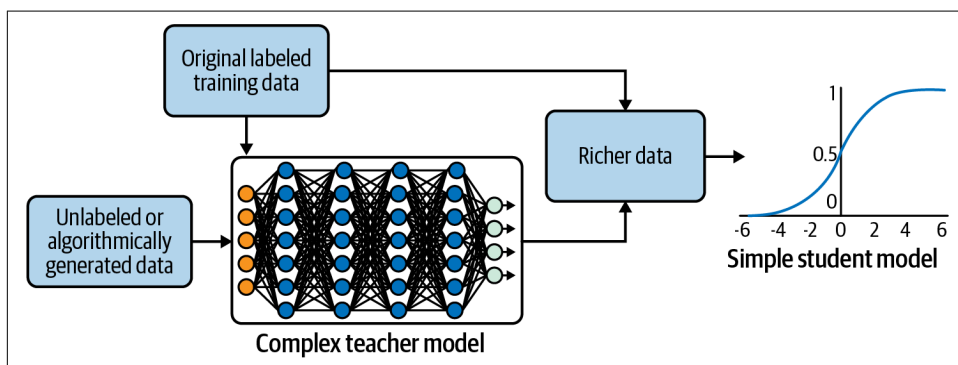 Original labeled
training data
Unlabeled or
algorithmically
generated data
Complex teacher model
Richer data
1
0.5
0
-6 -4 -2 0 2 4 6
Simple student model